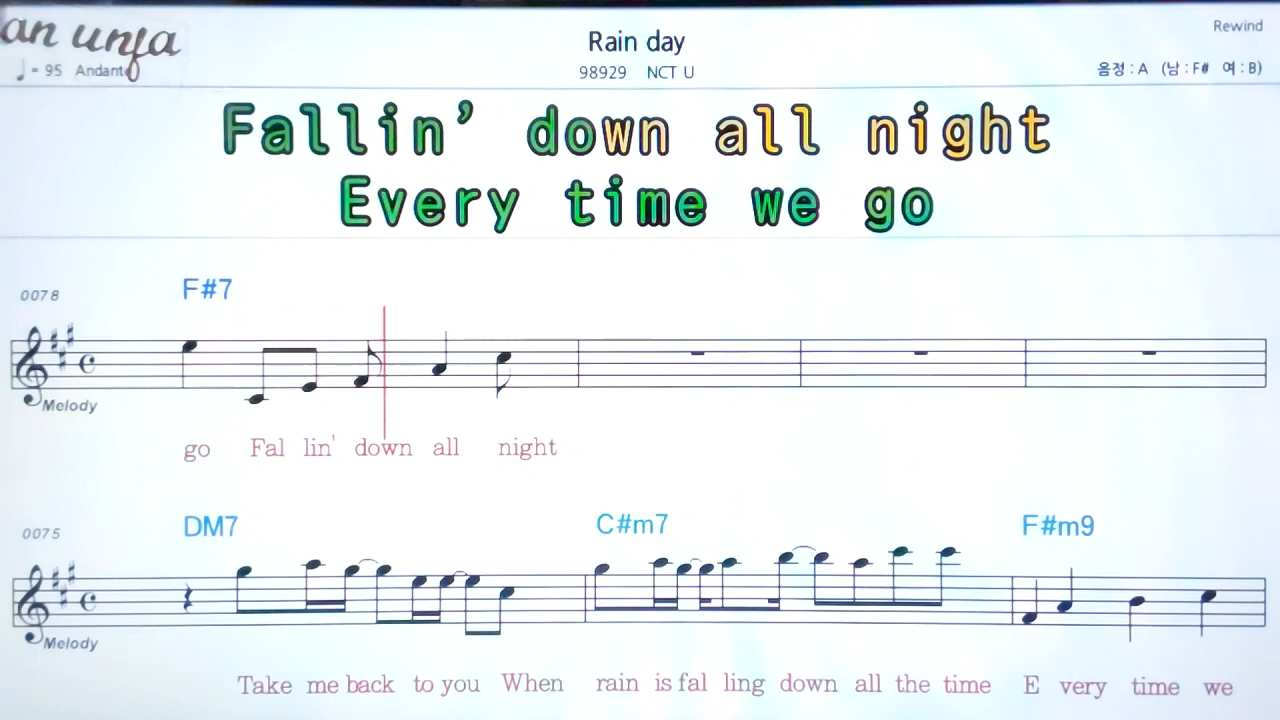 an unfa
Rain day
Rewind
♩= 95 Andante
98929 NCT U
음정 : A (남 : F# 여 : B)
Fallin' down all night
Every time we go
0078
F#7
Melody
go Fal lin' down all night
0075
DM7 C#m7 F#m9
Melody
Take me back to you When rain is fal ling down all the time E very time we